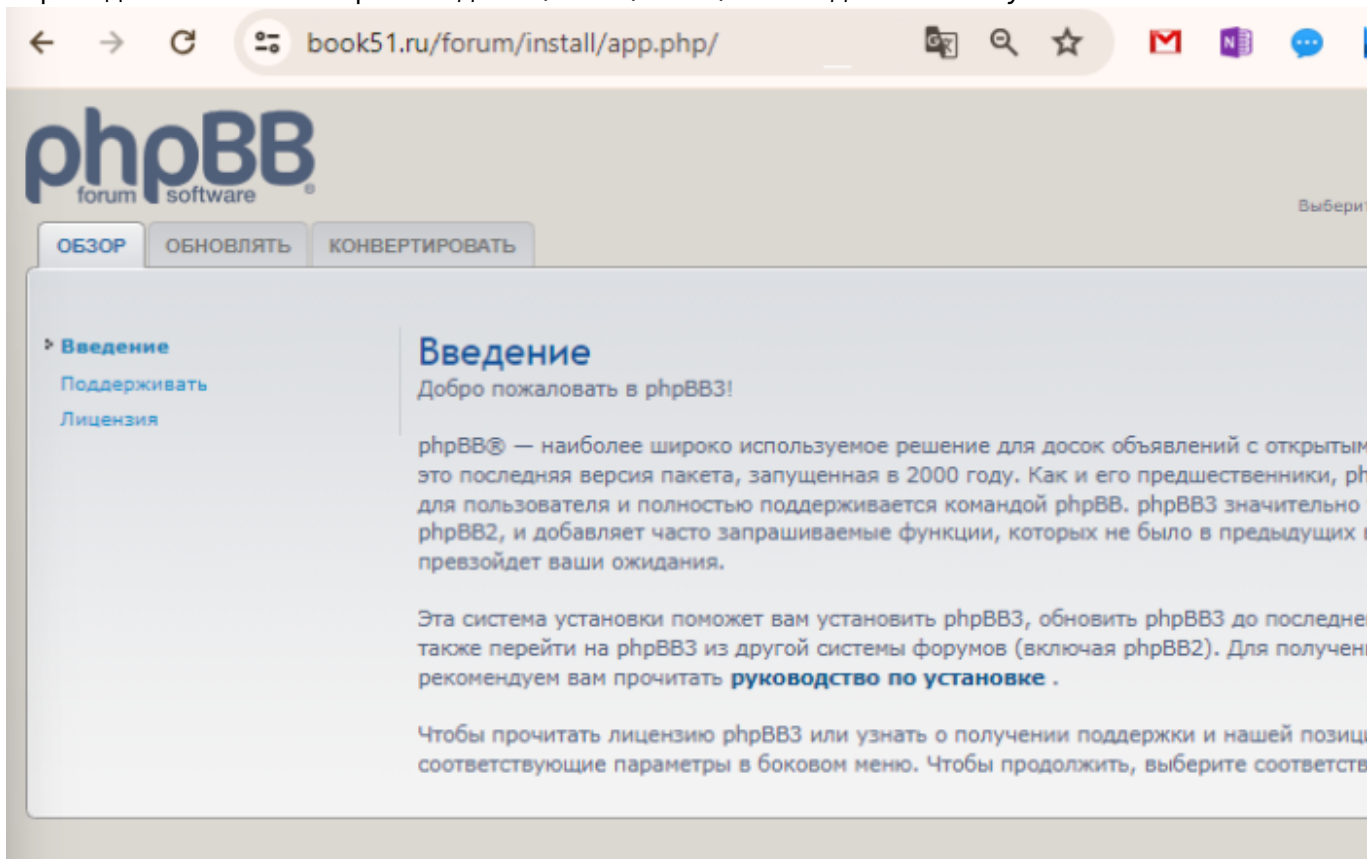 book51.ru/forum/install/app.php/
phpBB
forum software
®
ОБЗОР ОБНОВЛЯТЬ КОНВЕРТИРОВАТЬ
Введение
Поддерживать
Лицензия
Введение
Добро пожаловать в phpBB3!
phpBB® — наиболее широко используемое решение для досок объявлений с открытым
это последняя версия пакета, запущенная в 2000 году. Как и его предшественники,
для пользователя и полностью поддерживается командой phpBB. phpBB3 значительно
phpBB2, и добавляет часто запрашиваемые функции, которых не было в предыдущих
превзойдет ваши ожидания.
Эта система установки поможет вам установить phpBB3, обновить phpBB3 до
также перейти на phpBB3 из другой системы форумов (включая phpBB2). Для
рекомендуем вам прочитать руководство по установке .
Чтобы прочитать лицензию phpBB3 или узнать о получении поддержки и нашей
соответствующие параметры в боковом меню. Чтобы продолжить, выберите